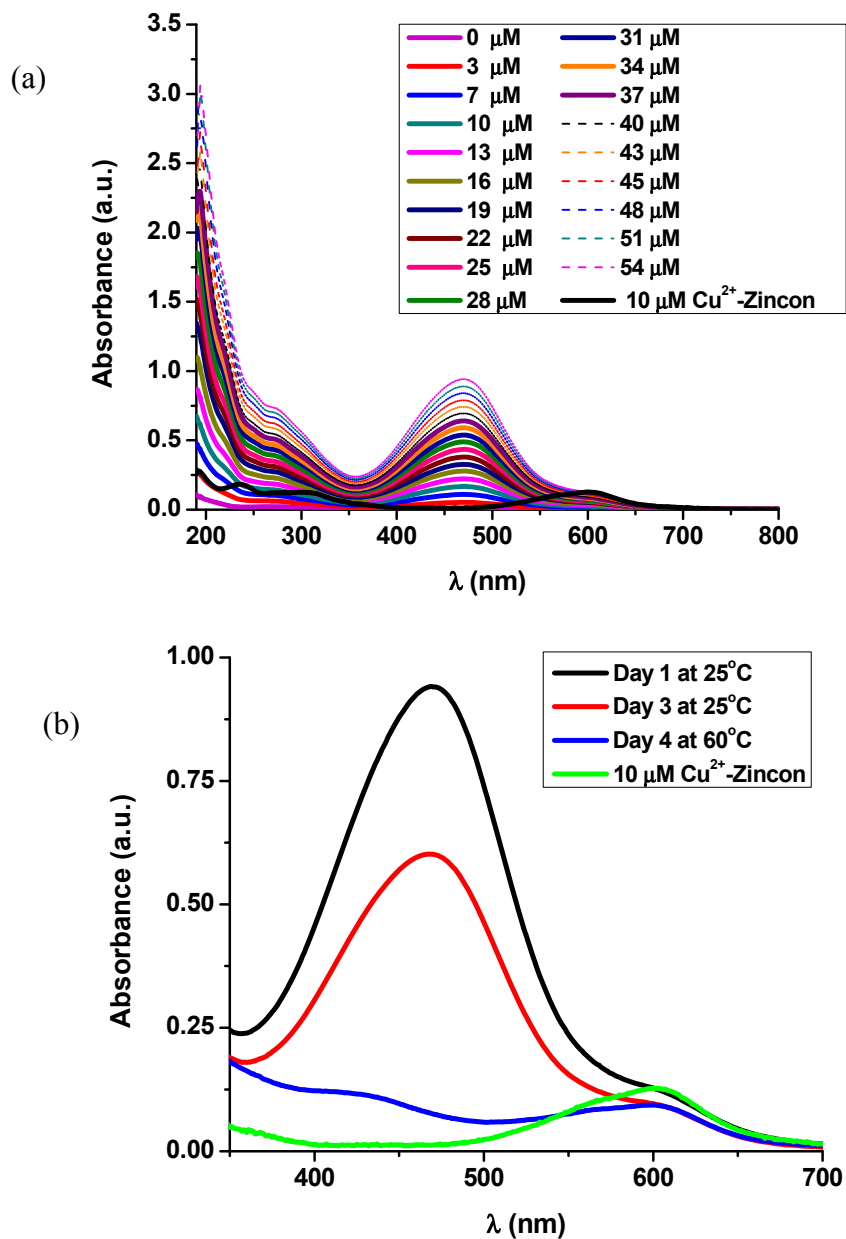 (a)
3.5
3.0
2.5
2.0
1.5
1.0
0.5
0.0
Absorbance (a.u.)
0 μM
3 μM
7 μM
10 μM
13 μM
16 μM
19 μM
22 μM
25 μM
28 μM
31 μM
34 μM
37 μM
40 μM
43 μM
45 μM
48 μM
51 μM
54 μM
10 μM Cu²⁺-Zincon
200 300 400 500 600 700 800
λ (nm)
(b)
1.00
0.75
0.50
0.25
0.00
Absorbance (a.u.)
Day 1 at 25°C
Day 3 at 25°C
Day 4 at 60°C
10 μM Cu²⁺-Zincon
400 500 600 700
λ (nm)